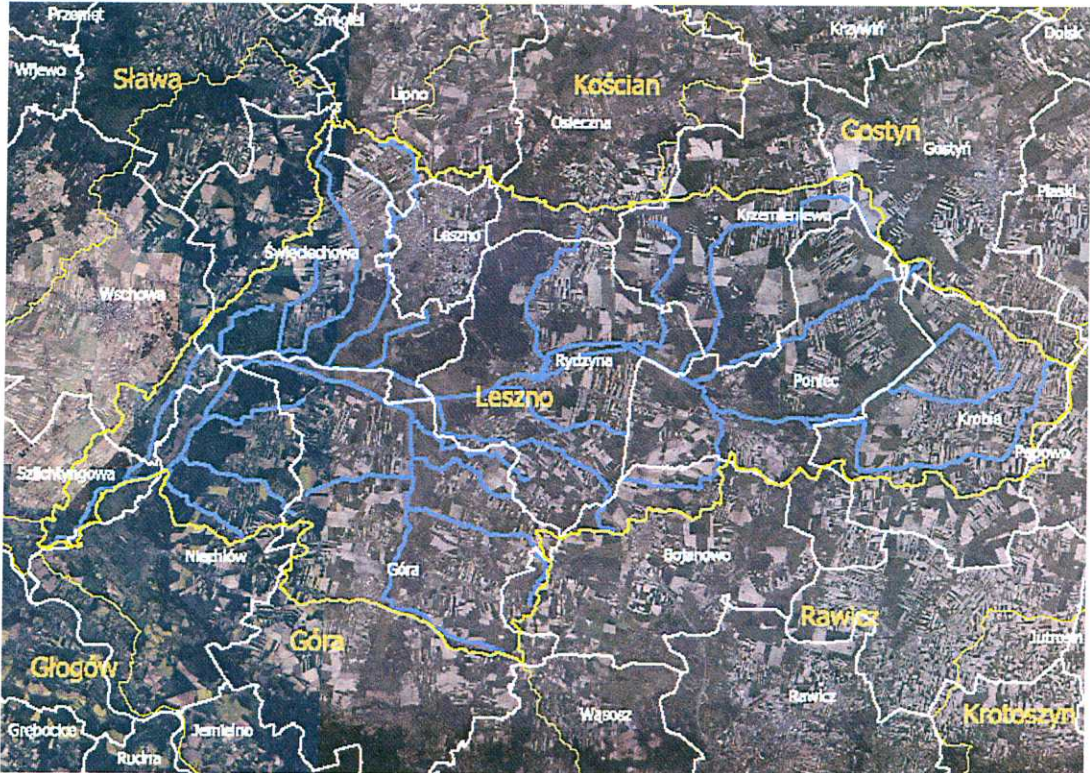 Przemęt
Śmigiel
Krzywiń
Dolsk
Wijewo
Sława
Lipno
Kościan
Osieczna
Gostyń
Gostyń
Piaski
Krzemieniewo
Leszno
Święciechowa
Wschowa
Rydzyna
Poniec
Leszno
Krobia
Pępowo
Szlichtyngowa
Niechlów
Góra
Bojanowo
Rawicz
Góra
Jutrosin
Głogów
Rawicz
Wąsosz
Krotoszyn
Grębocice
Jemielno
Rudna